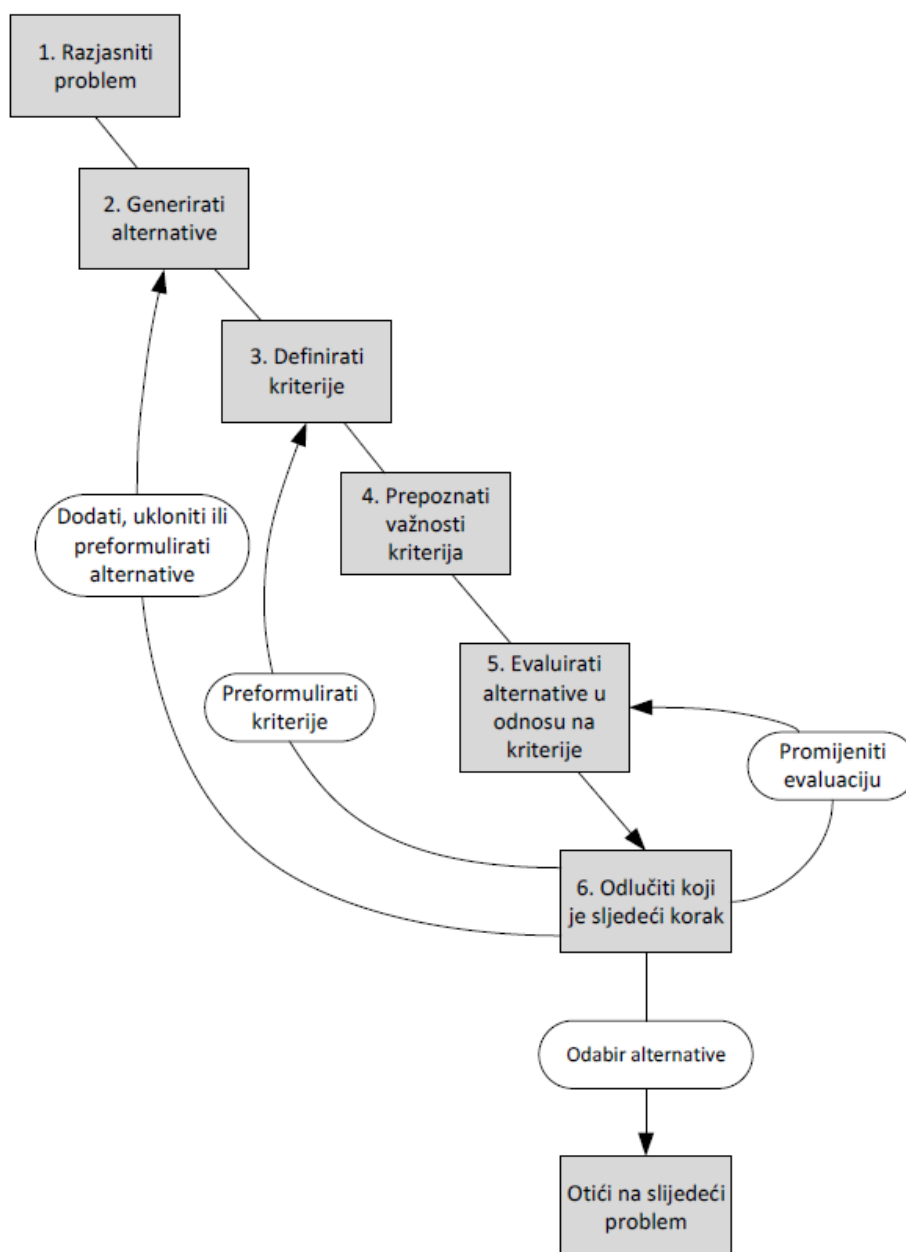 1. Razjasniti
problem
2. Generirati
alternative
3. Definirati
kriterije
4. Prepoznati
važnosti
kriterija
Dodati, ukloniti ili
preformulirati
alternative
5. Evaluirati
alternative u
odnosu na
kriterije
Preformulirati
kriterije
Promijeniti
evaluaciju
6. Odlučiti koji
je sljedeći korak
Odabir alternative
Otići na slijedeći
problem